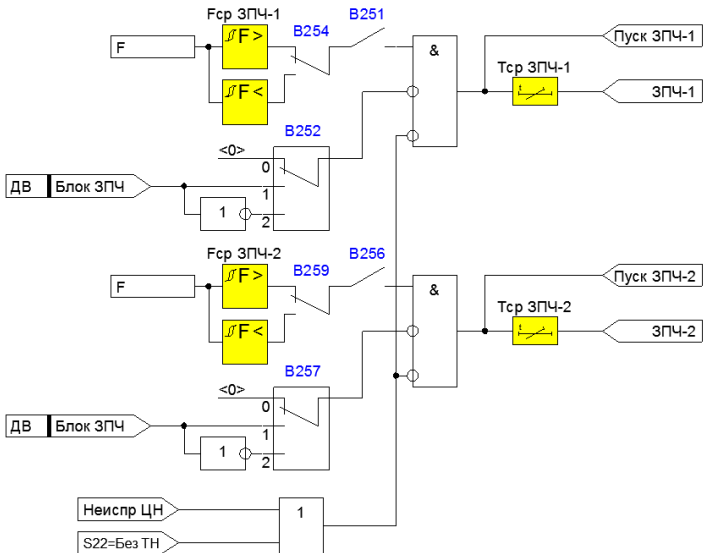 Fср ЗПЧ-1
B251
B254
F
F >
F <
&
Пуск ЗПЧ-1
Tср ЗПЧ-1
t
ЗПЧ-1
B252
<0>
0
1
2
ДВ Блок ЗПЧ
1
Fср ЗПЧ-2
B259
B256
F
F >
F <
&
Пуск ЗПЧ-2
Tср ЗПЧ-2
t
ЗПЧ-2
B257
<0>
0
1
2
ДВ Блок ЗПЧ
1
Неиспр ЦН
1
S22=Без ТН